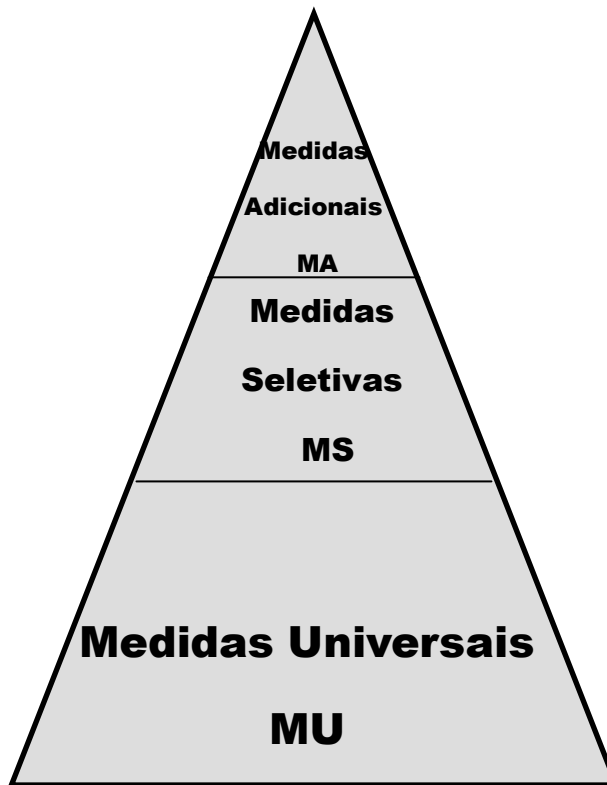 Medidas
Adicionais
MA
Medidas
Seletivas
MS
Medidas Universais
MU